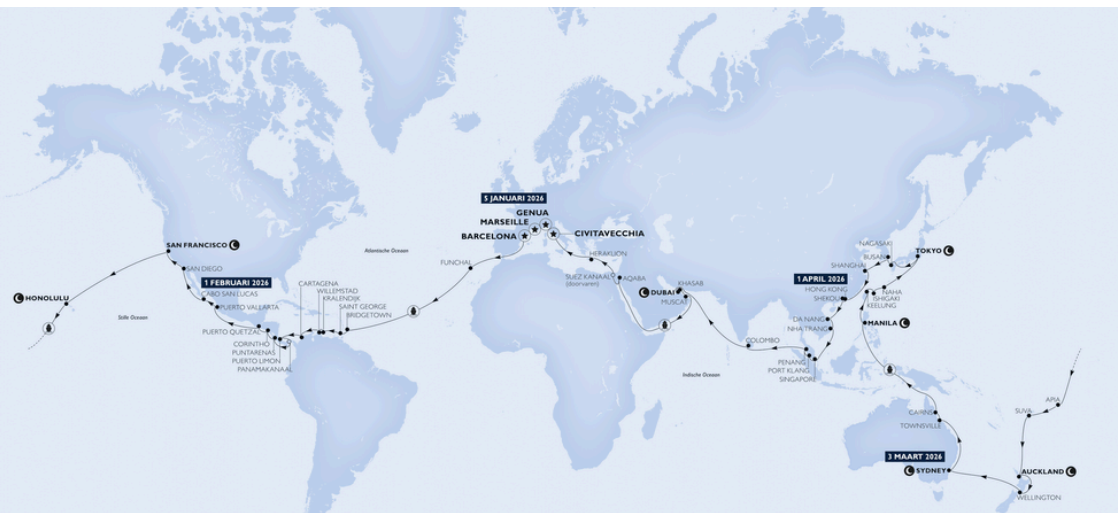 5 JANUARI 2026
GENUA
MARSEILLE
BARCELONA
CIVITAVECCHIA
HERAKLION
SUEZ KANAAL
(doorvaren)
AQABA
FUNCHAL
Atlantische Oceaan
SAN FRANCISCO
SAN DIEGO
1 FEBRUARI 2026
CABO SAN LUCAS
PUERTO VALLARTA
HONOLULU
Stille Oceaan
CARTAGENA
WILLEMSTAD
KRALENDIJK
SAINT GEORGE
BRIDGETOWN
PUERTO QUETZAL
CORINTHO
PUNTARENAS
PUERTO LIMON
PANAMAKANAAL
DUBAI
KHASAB
MUSCAT
COLOMBO
Indische Oceaan
PENANG
PORT KLANG
SINGAPORE
NAGASAKI
BUSAN
TOKYO
SHANGHAI
1 APRIL 2026
HONG KONG
SHEKOU
NAHA
ISHIGAKI
KEELUNG
DA NANG
NHA TRANG
MANILA
CAIRNS
TOWNSVILLE
3 MAART 2026
SYDNEY
APIA
SUVA
AUCKLAND
WELLINGTON